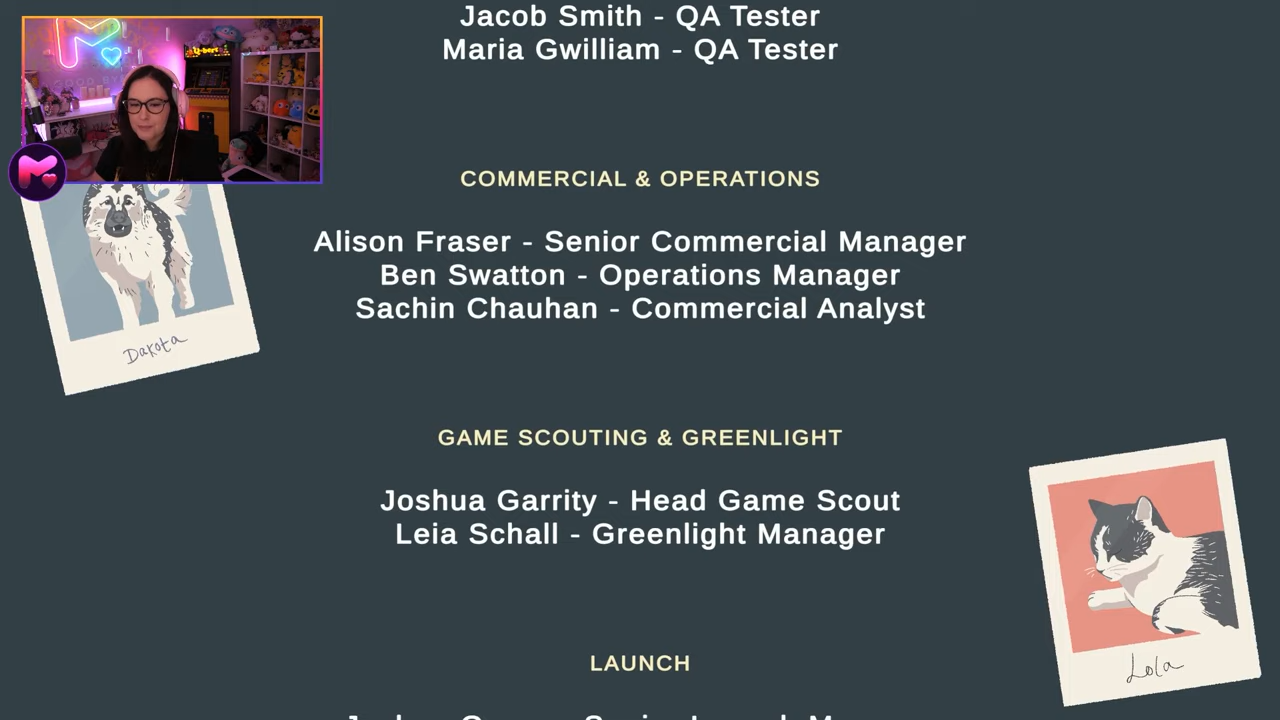 Jacob Smith - QA Tester
Maria Gwilliam - QA Tester
COMMERCIAL & OPERATIONS
Alison Fraser - Senior Commercial Manager
Ben Swatton - Operations Manager
Sachin Chauhan - Commercial Analyst
Dakota
GAME SCOUTING & GREENLIGHT
Joshua Garrity - Head Game Scout
Leia Schall - Greenlight Manager
Lola
LAUNCH